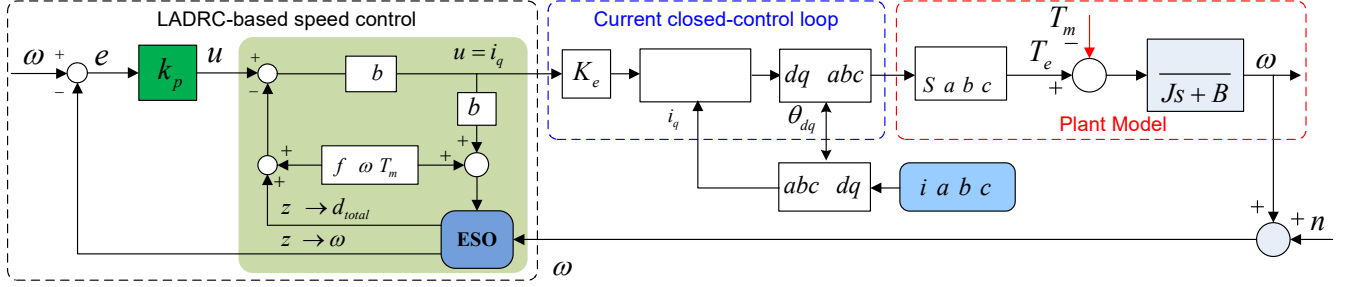 LADRC-based speed control
Current closed-control loop
Plant Model
ω
+
−
e
k_p
u
+
−
b
u = i_q
b
K_e
i_q
dq abc
θ_dq
abc dq
i a b c
S a b c
T_e
+
T_m
−
Js + B
ω
+
+ n
+
+
f ω T_m
+
+
z → d_total
z → ω
ESO
ω